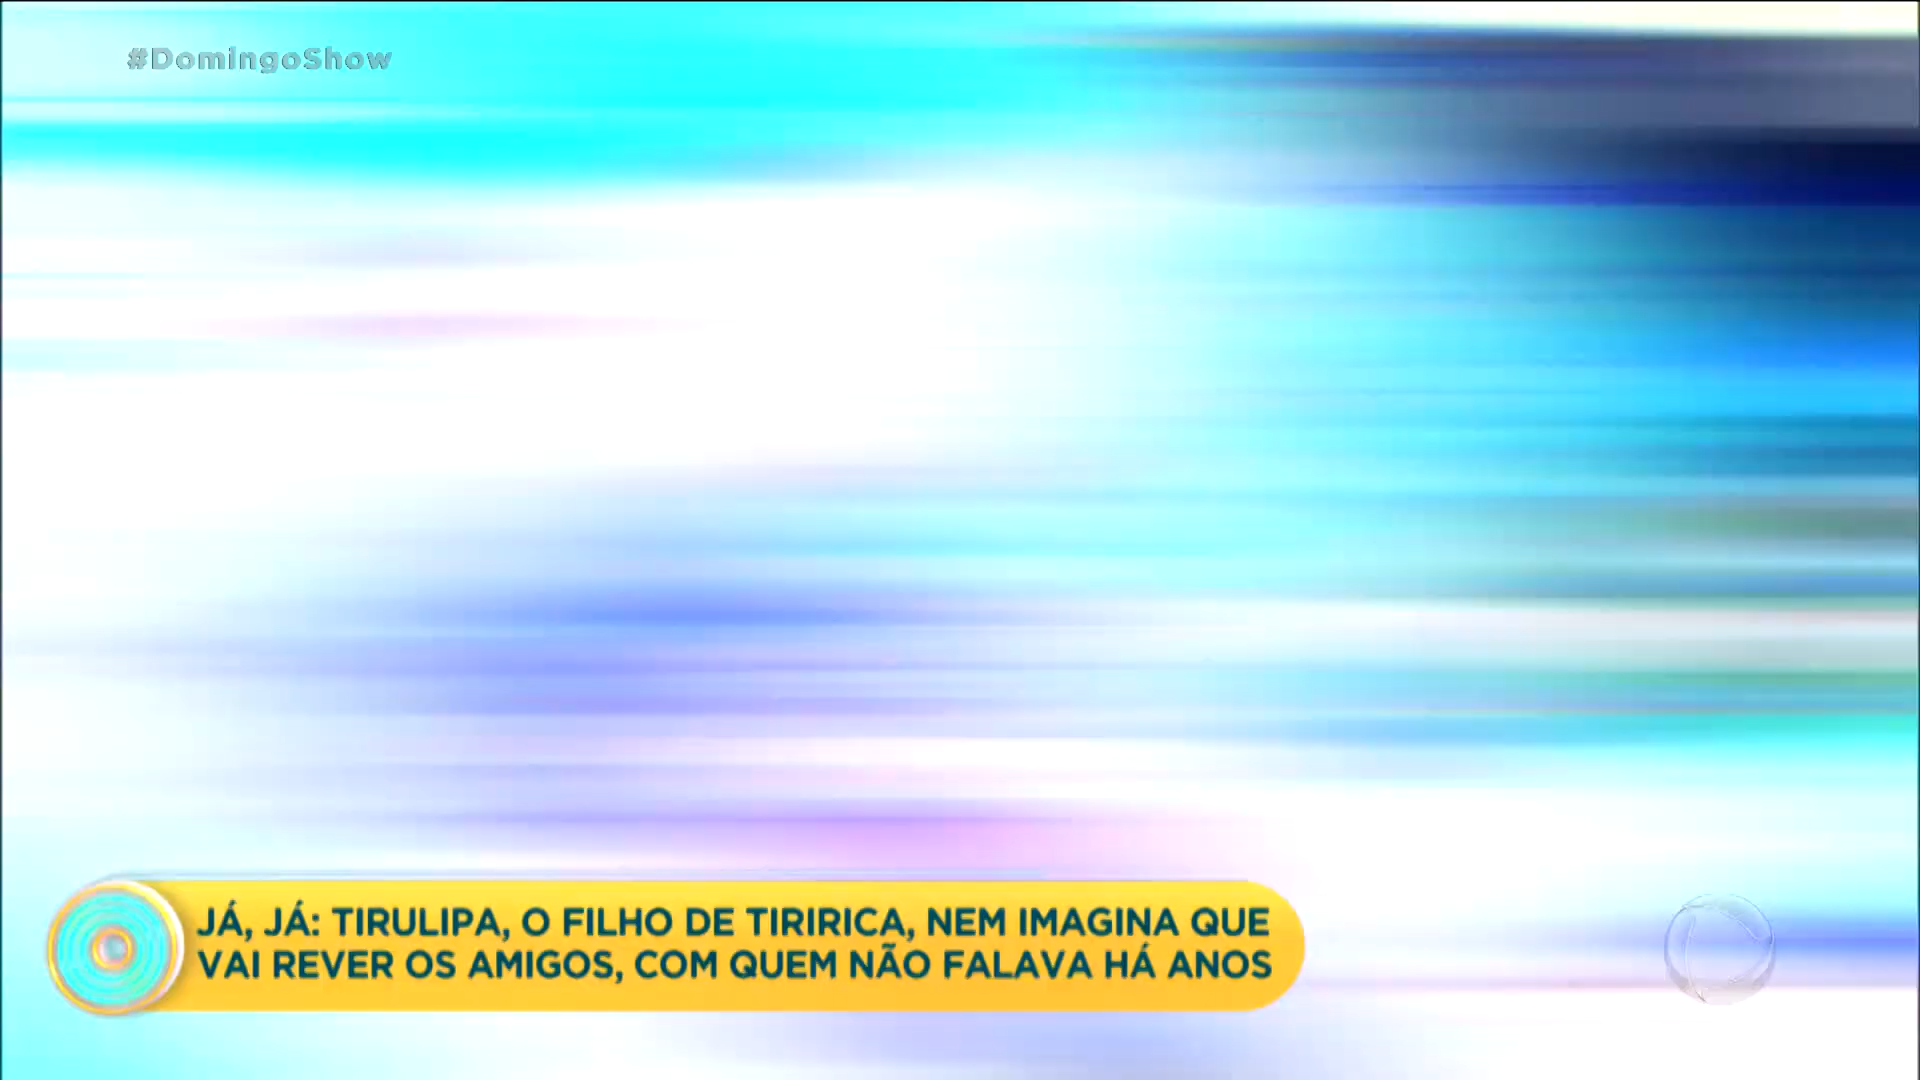 #DomingoShow
JÁ, JÁ: TIRULIPA, O FILHO DE TIRIRICA, NEM IMAGINA QUE
VAI REVER OS AMIGOS, COM QUEM NÃO FALAVA HÁ ANOS